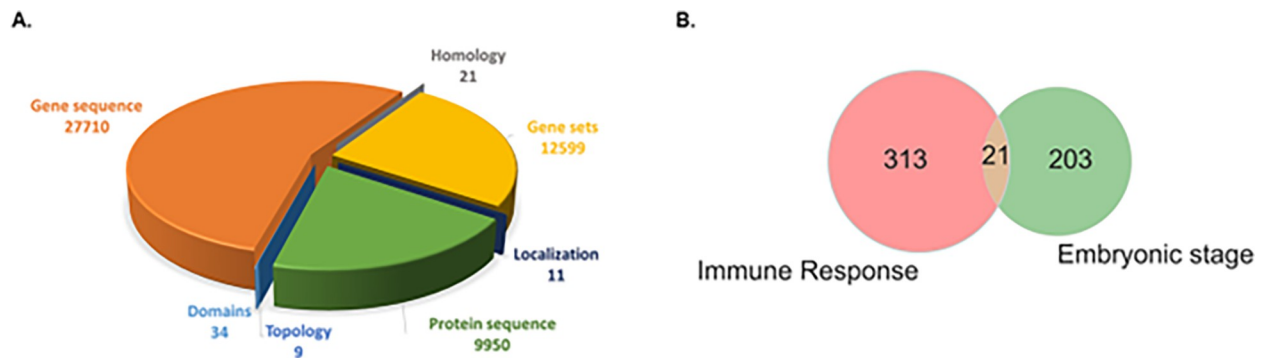 A.
Homology
21
Gene sequence
27710
Gene sets
12599
Localization
11
Domains
34
Topology
9
Protein sequence
9950
B.
313
21
203
Immune Response
Embryonic stage